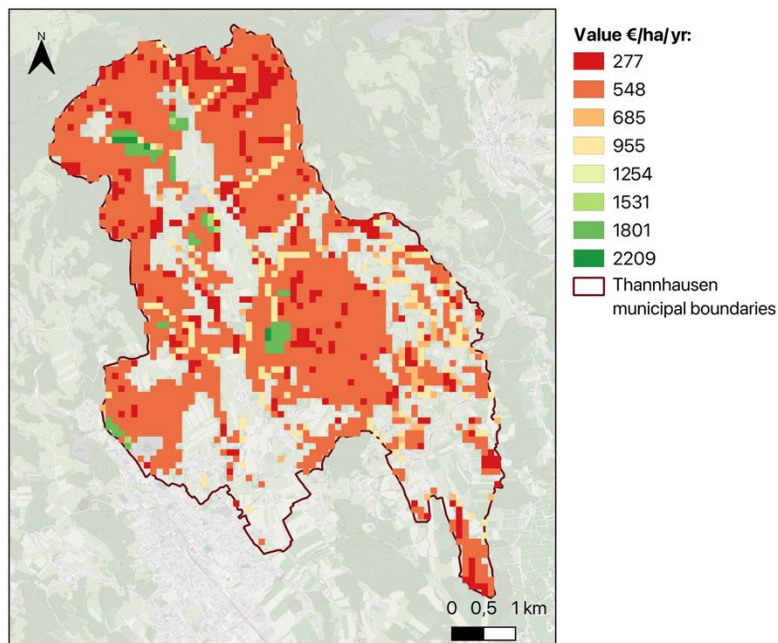 N
Value €/ha/yr:
277
548
685
955
1254
1531
1801
2209
Thannhausen
municipal boundaries
0 0,5 1 km